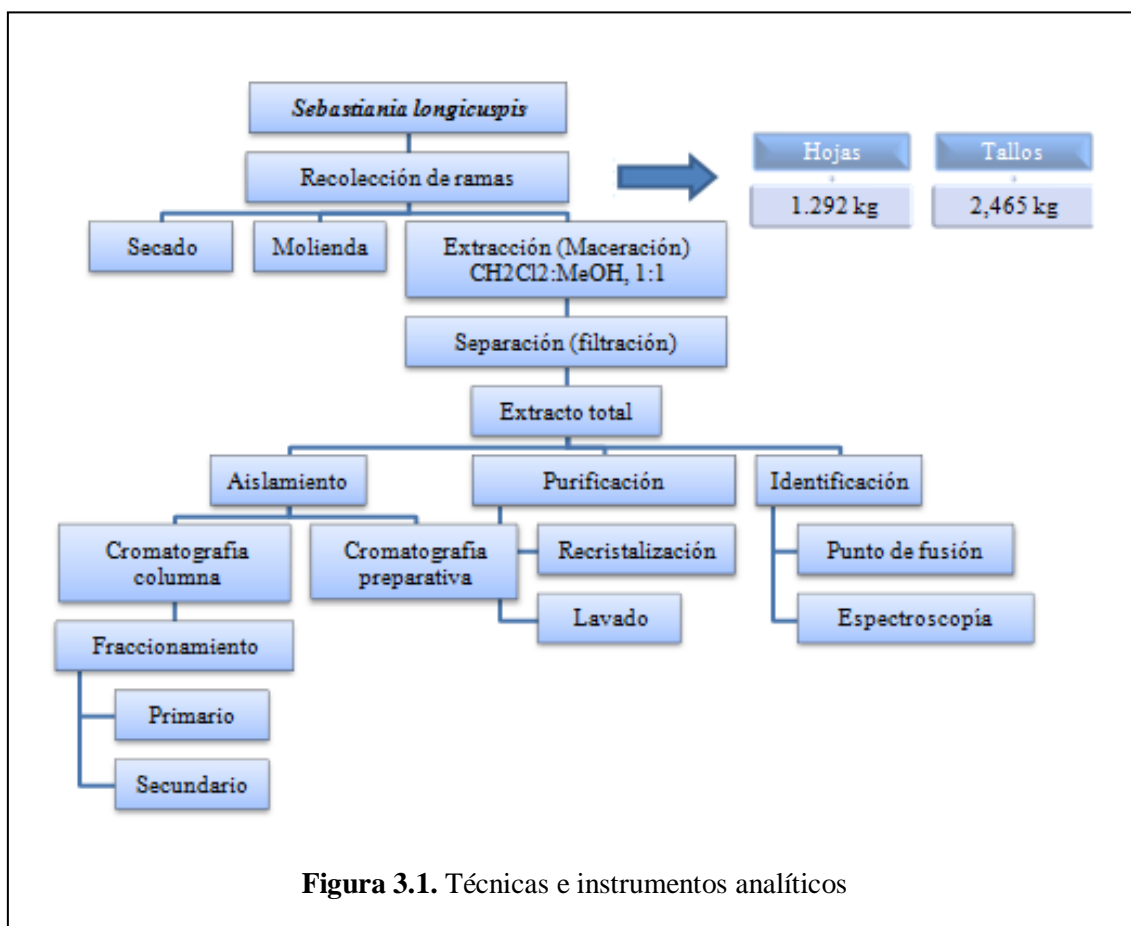 Sebastiania longicuspis
Recolección de ramas
Hojas
Tallos
1.292 kg
2,465 kg
Secado
Molienda
Extracción (Maceración)
CH2Cl2:MeOH, 1:1
Separación (filtración)
Extracto total
Aislamiento
Purificación
Identificación
Cromatografía
columna
Cromatografía
preparativa
Recristalización
Punto de fusión
Lavado
Espectroscopía
Fraccionamiento
Primario
Secundario
Figura 3.1. Técnicas e instrumentos analíticos